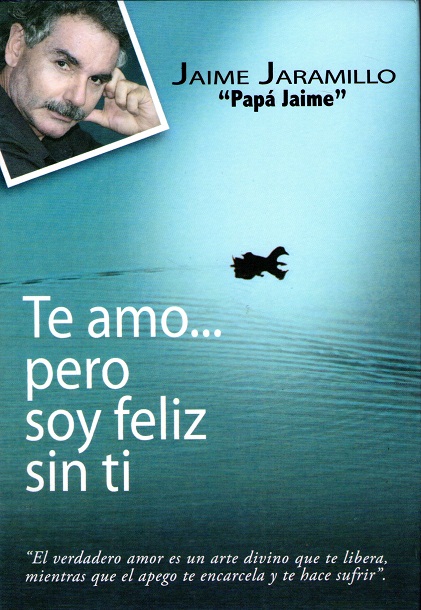 JAIME JARAMILLO
“Papá Jaime”
Te amo...
pero
soy feliz
sin ti
“El verdadero amor es un arte divino que te libera,
mientras que el apego te encarcela y te hace sufrir”.